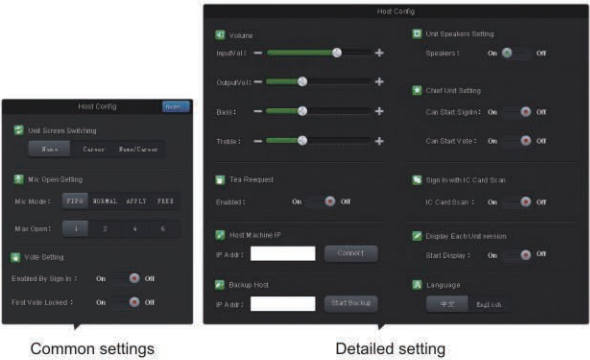 Host Config
Unit Screen Switching
Name Cursor Name/Cursor
Mic Open Setting
Mic Mode: FIFO NORMAL APPLY FREE
Max Open: 1 2 4 6
Vote Setting
Enabled By Sign In: On Off
First Vote Locked: On Off
Common settings
Host Config
Volume
InputVol:
OutputVol:
Bass:
Treble:
Tea Reequest
Enabled: On Off
Host Machine IP
IP Addr: Connect
Backup Host
IP Addr: Start Backup
Unit Speakers Setting
Speakers: On Off
Chief Unit Setting
Can Start SignIn: On Off
Can Start Vote: On Off
Sign in with IC Card Scan
IC Card Scan: On Off
Display Each Unit version
Start Display: On Off
Language
中文 English
Detailed setting